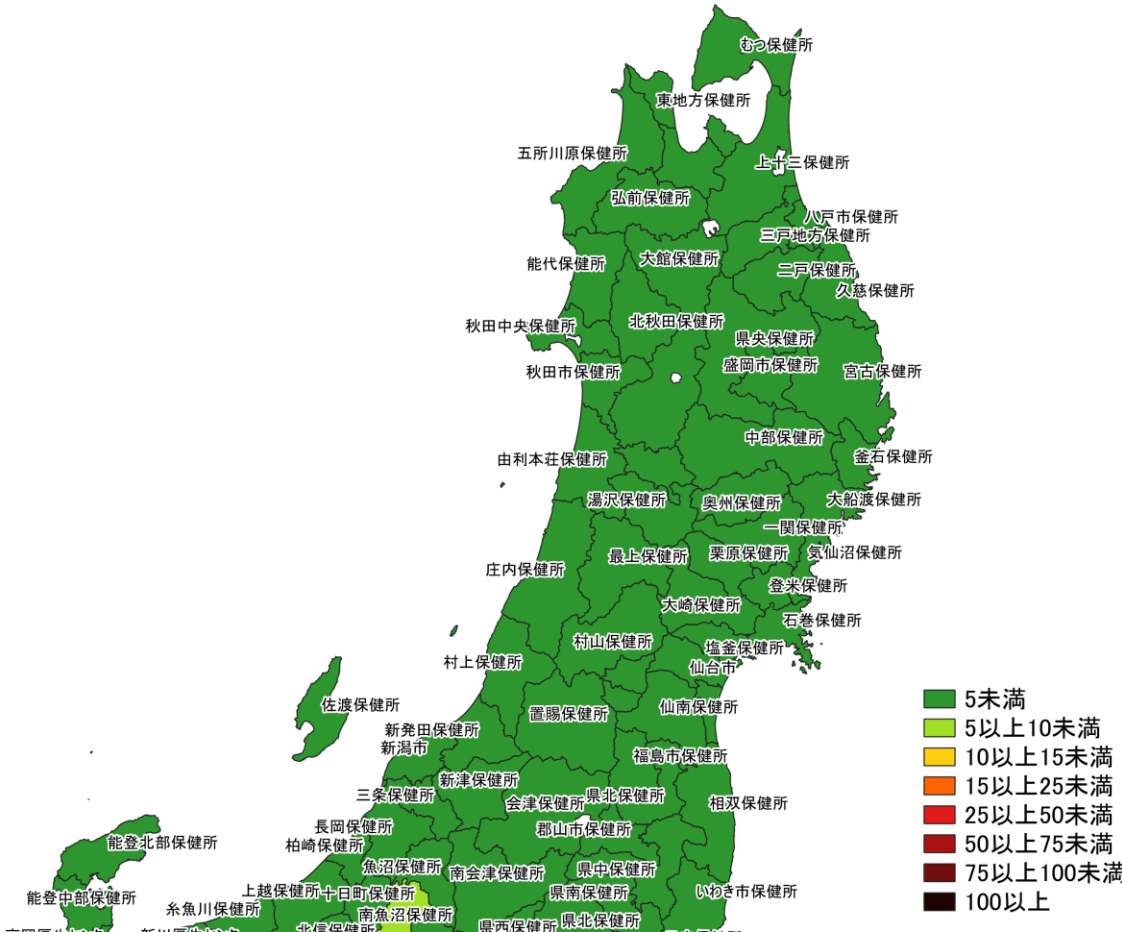 むつ保健所
東地方保健所
五所川原保健所
上十三保健所
弘前保健所
八戸市保健所
三戸地方保健所
能代保健所
大館保健所
二戸保健所
久慈保健所
秋田中央保健所
北秋田保健所
県央保健所
秋田市保健所
盛岡市保健所
宮古保健所
中部保健所
由利本荘保健所
釜石保健所
湯沢保健所
奥州保健所
大船渡保健所
一関保健所
最上保健所
栗原保健所
気仙沼保健所
庄内保健所
登米保健所
大崎保健所
石巻保健所
村山保健所
塩釜保健所
村上保健所
仙台市
佐渡保健所
置賜保健所
仙南保健所
新発田保健所
新潟市
福島市保健所
新津保健所
三条保健所
会津保健所
県北保健所
相双保健所
長岡保健所
郡山市保健所
柏崎保健所
能登北部保健所
魚沼保健所
南会津保健所
県中保健所
上越保健所
十日町保健所
県南保健所
いわき市保健所
能登中部保健所
糸魚川保健所
南魚沼保健所
県西保健所
県北保健所
北信保健所
5未満
5以上10未満
10以上15未満
15以上25未満
25以上50未満
50以上75未満
75以上100未満
100以上